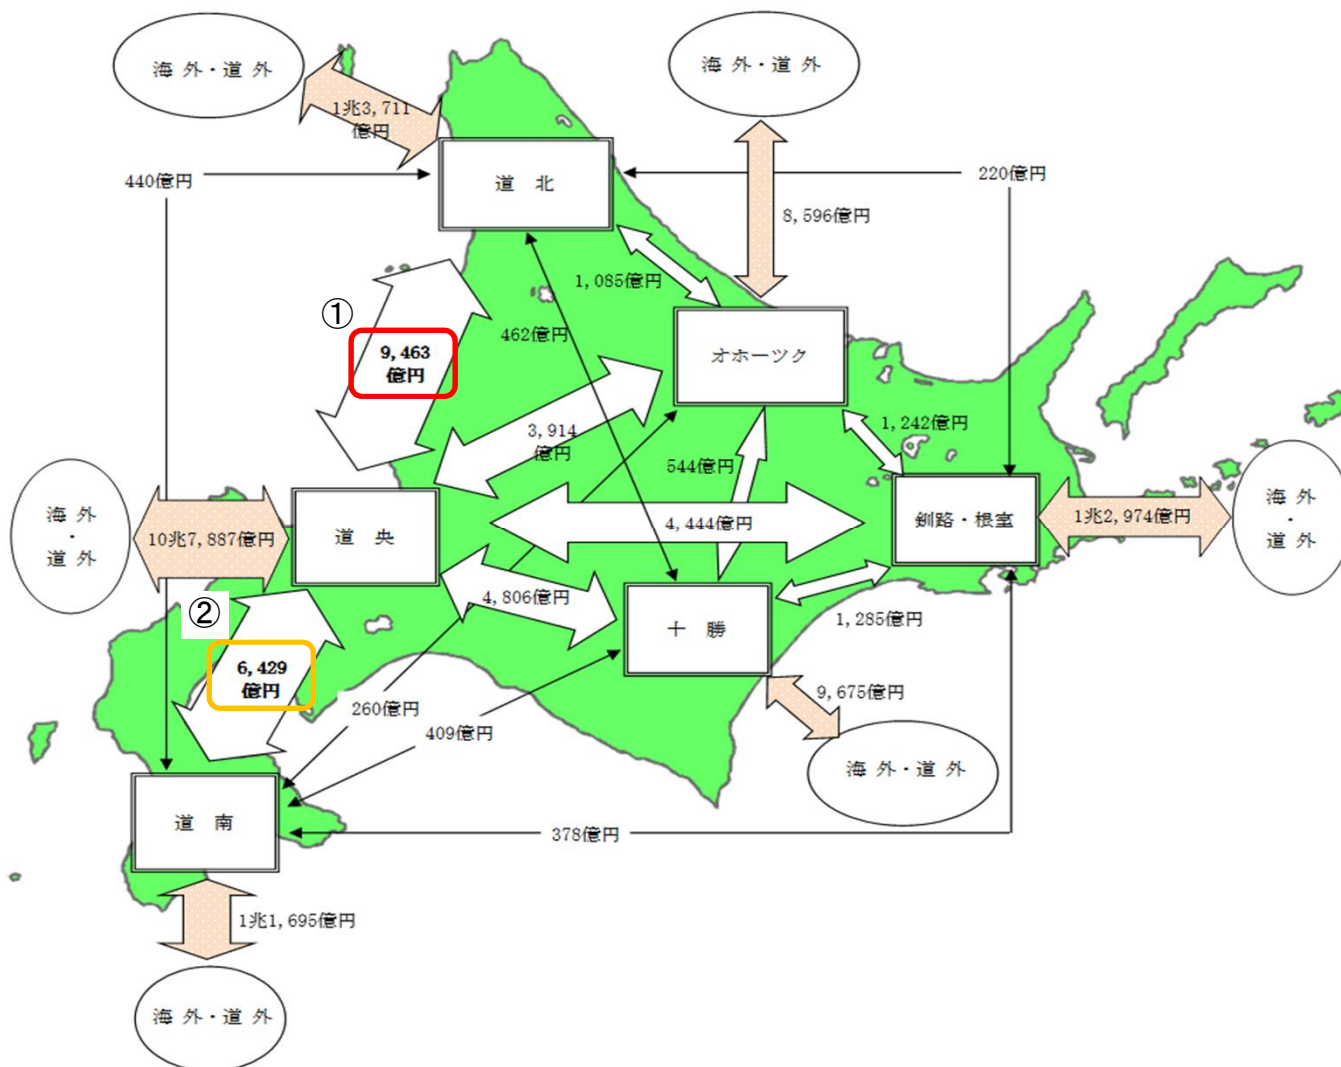 海外・道外
海外・道外
1兆3,711
億円
道北
440億円
220億円
8,596億円
1,085億円
①
9,463
億円
462億円
オホーツク
3,914
億円
544億円
1,242億円
海外
・
道外
10兆7,887億円
道央
4,444億円
釧路・根室
1兆2,974億円
海外
・
道外
②
4,806億円
十勝
1,285億円
6,429
億円
260億円
409億円
9,675億円
海外・道外
道南
378億円
1兆1,695億円
海外・道外